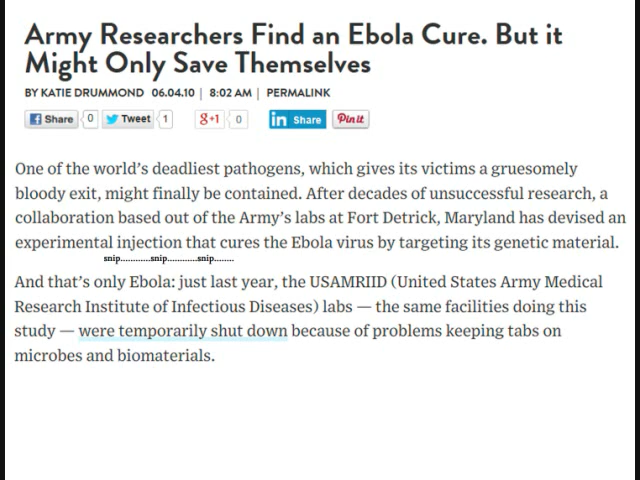 Army Researchers Find an Ebola Cure. But it
Might Only Save Themselves
BY KATIE DRUMMOND 06.04.10 | 8:02 AM | PERMALINK
Share 0 Tweet 1 g+1 0 in Share Pin it
One of the world’s deadliest pathogens, which gives its victims a gruesomely
bloody exit, might finally be contained. After decades of unsuccessful research, a
collaboration based out of the Army’s labs at Fort Detrick, Maryland has devised an
experimental injection that cures the Ebola virus by targeting its genetic material.
snip............snip............snip........
And that’s only Ebola: just last year, the USAMRIID (United States Army Medical
Research Institute of Infectious Diseases) labs — the same facilities doing this
study — were temporarily shut down because of problems keeping tabs on
microbes and biomaterials.